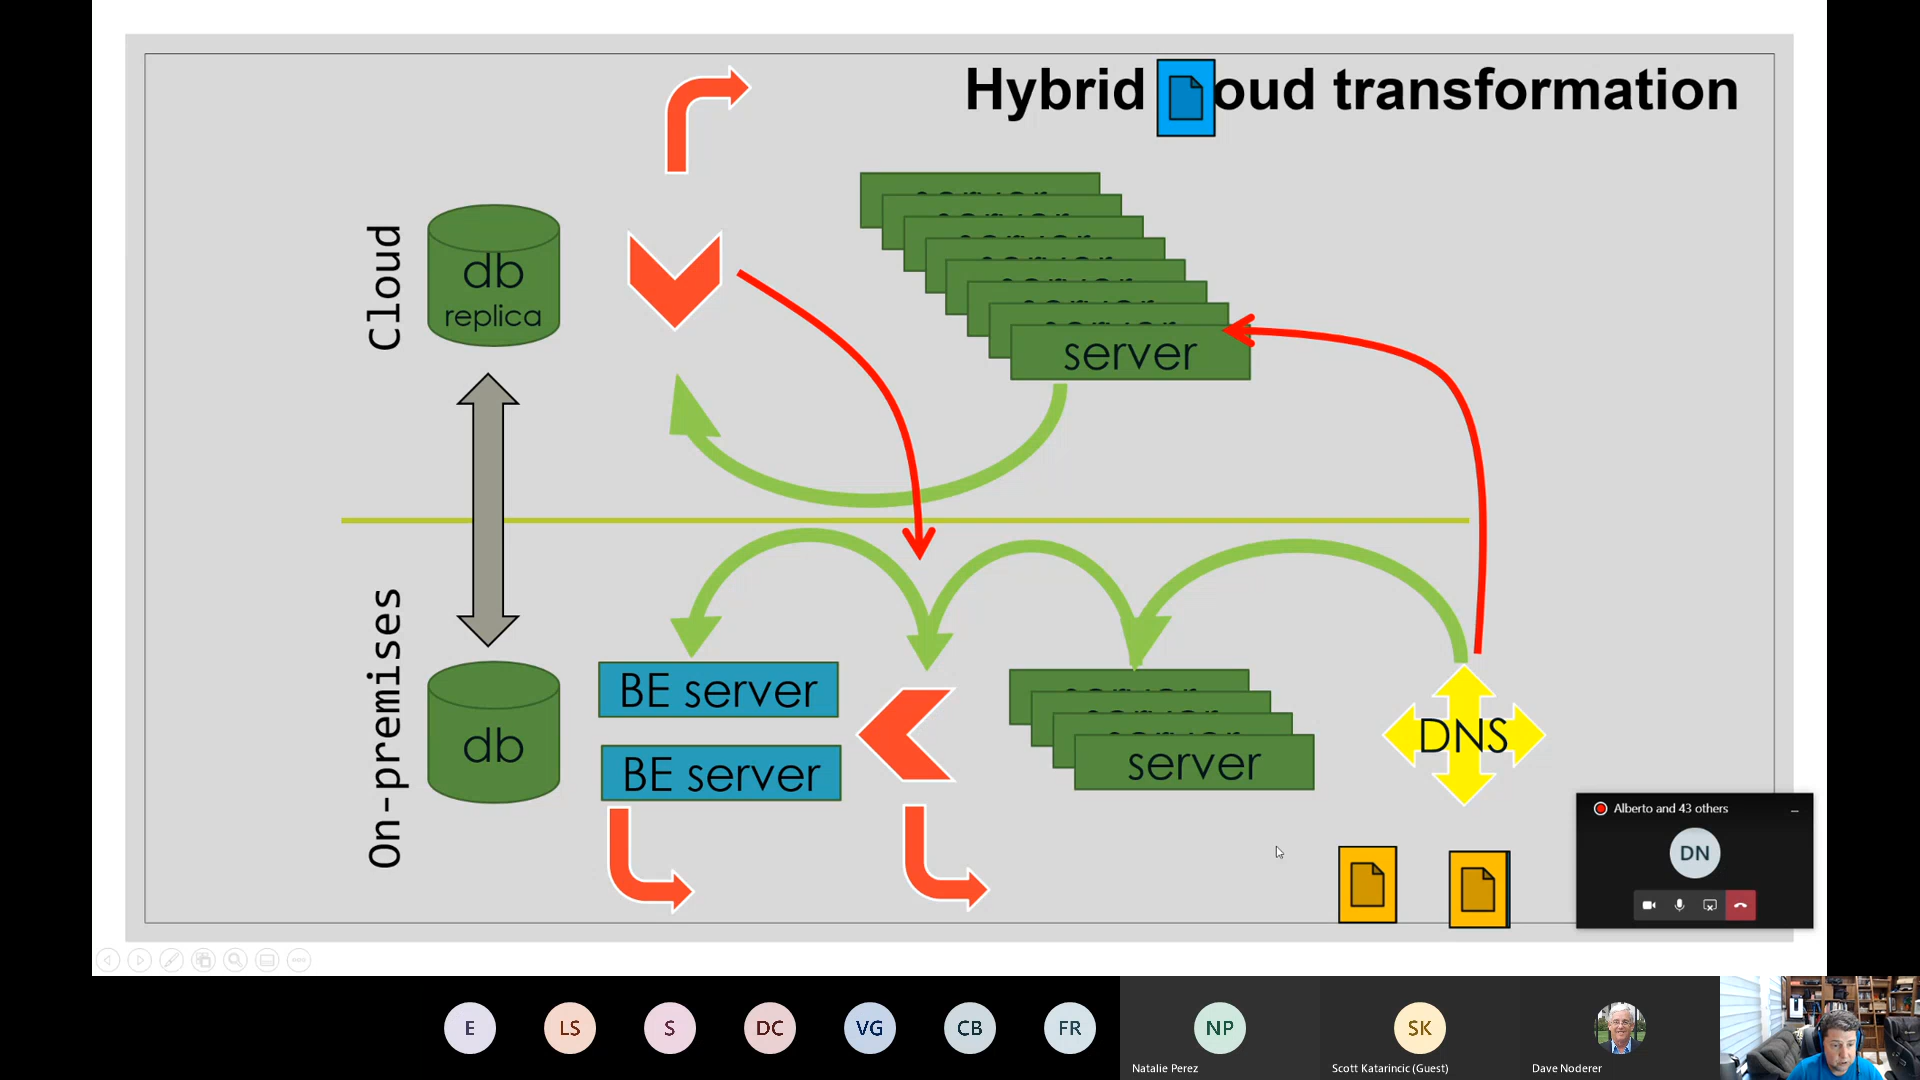 Hybrid oud transformation
Cloud
db
replica
server
On-premises
db
BE server
BE server
server
DNS
Alberto and 43 others
DN
E
LS
S
DC
VG
CB
FR
NP
SK
Natalie Perez
Scott Katarincic (Guest)
Dave Noderer